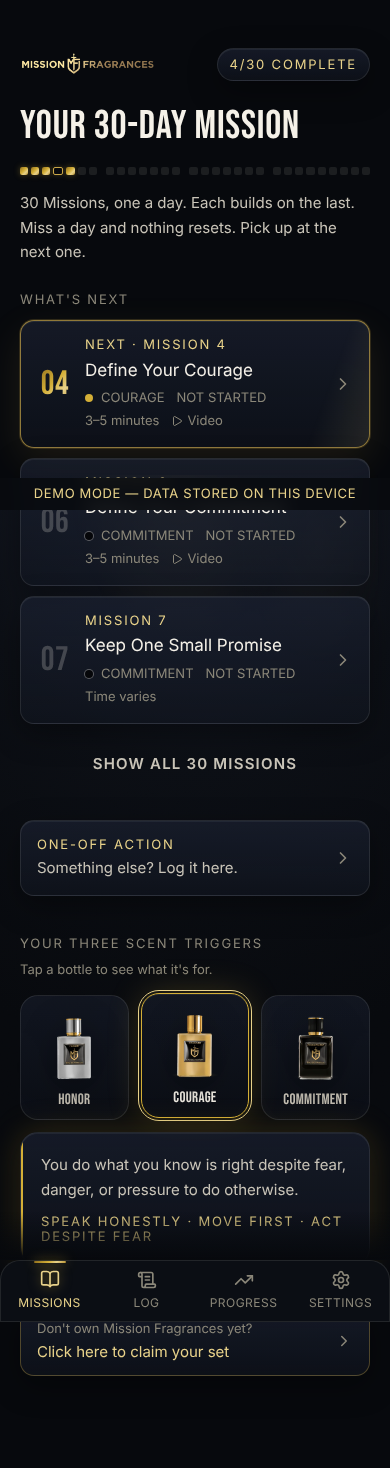 MISSION FRAGRANCES
4/30 COMPLETE
YOUR 30-DAY MISSION
30 Missions, one a day. Each builds on the last.
Miss a day and nothing resets. Pick up at the
next one.
WHAT'S NEXT
NEXT · MISSION 4
04
Define Your Courage
COURAGE NOT STARTED
3–5 minutes Video
DEMO MODE — DATA STORED ON THIS DEVICE
06
Define Your Commitment
COMMITMENT NOT STARTED
3–5 minutes Video
MISSION 7
07
Keep One Small Promise
COMMITMENT NOT STARTED
Time varies
SHOW ALL 30 MISSIONS
ONE-OFF ACTION
Something else? Log it here.
YOUR THREE SCENT TRIGGERS
Tap a bottle to see what it's for.
HONOR
COURAGE
COMMITMENT
You do what you know is right despite fear,
danger, or pressure to do otherwise.
SPEAK HONESTLY · MOVE FIRST · ACT
DESPITE FEAR
MISSIONS
LOG
PROGRESS
SETTINGS
Don't own Mission Fragrances yet?
Click here to claim your set